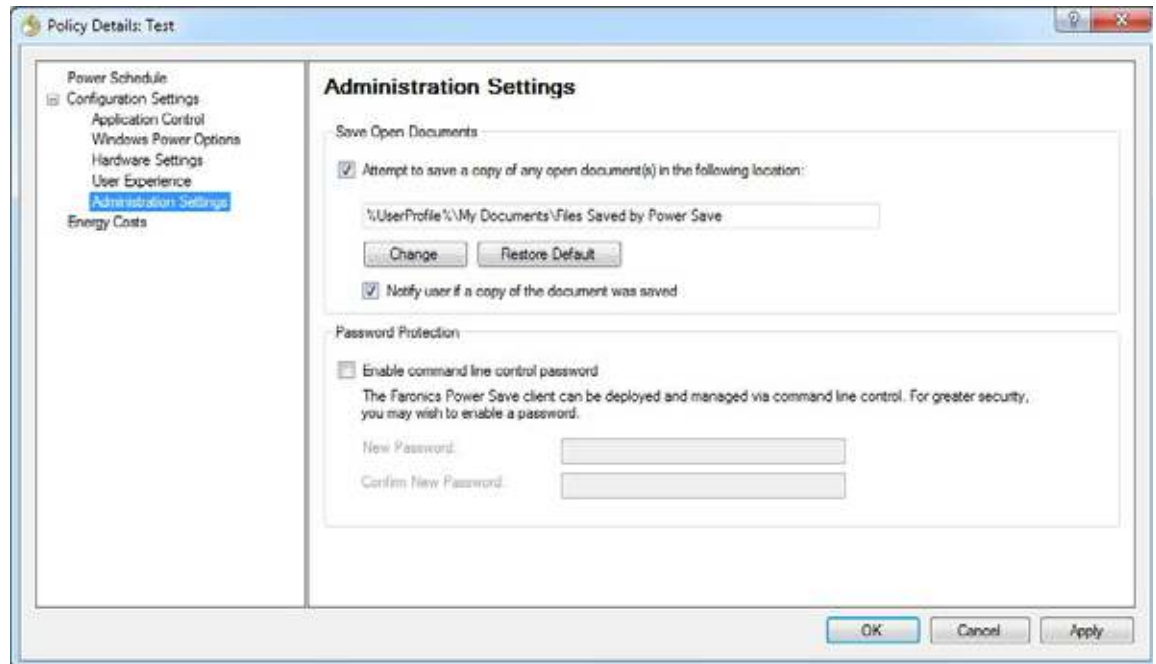 Policy Details: Test
Power Schedule
Configuration Settings
Application Control
Windows Power Options
Hardware Settings
User Experience
Administration Settings
Energy Costs
Administration Settings
Save Open Documents
Attempt to save a copy of any open document(s) in the following location:
%UserProfile%\My Documents\Files Saved by Power Save
Change Restore Default
Notify user if a copy of the document was saved
Password Protection
Enable command line control password
The Faronics Power Save client can be deployed and managed via command line control. For greater security,
you may wish to enable a password.
New Password:
Confirm New Password:
OK Cancel Apply